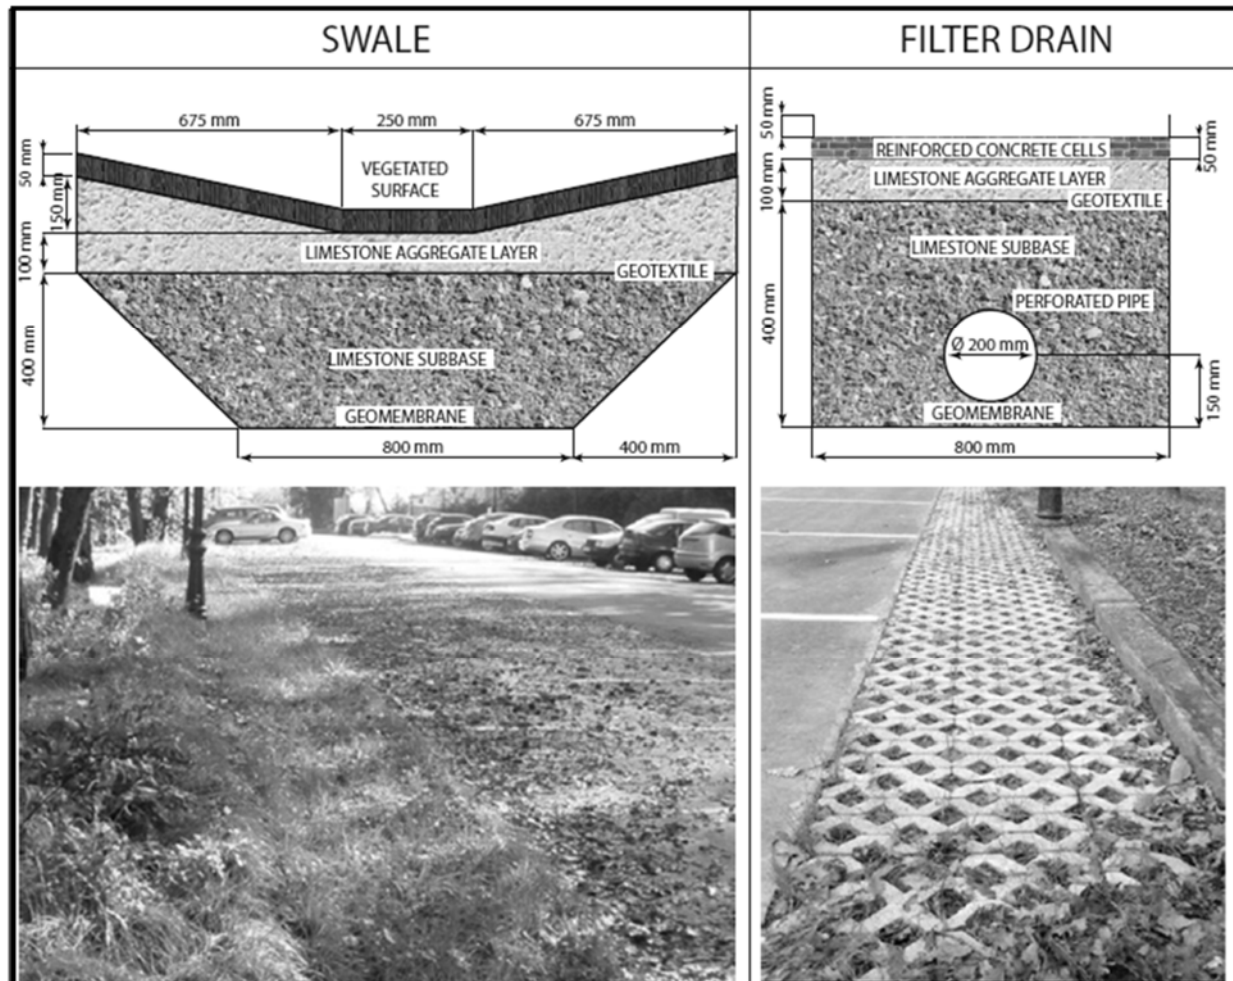 SWALE
675 mm
250 mm
675 mm
50 mm
150 mm
100 mm
400 mm
VEGETATED
SURFACE
LIMESTONE AGGREGATE LAYER
GEOTEXTILE
LIMESTONE SUBBASE
GEOMEMBRANE
800 mm
400 mm
FILTER DRAIN
50 mm
100 mm
400 mm
REINFORCED CONCRETE CELLS
50 mm
LIMESTONE AGGREGATE LAYER
GEOTEXTILE
LIMESTONE SUBBASE
PERFORATED PIPE
Ø 200 mm
150 mm
GEOMEMBRANE
800 mm